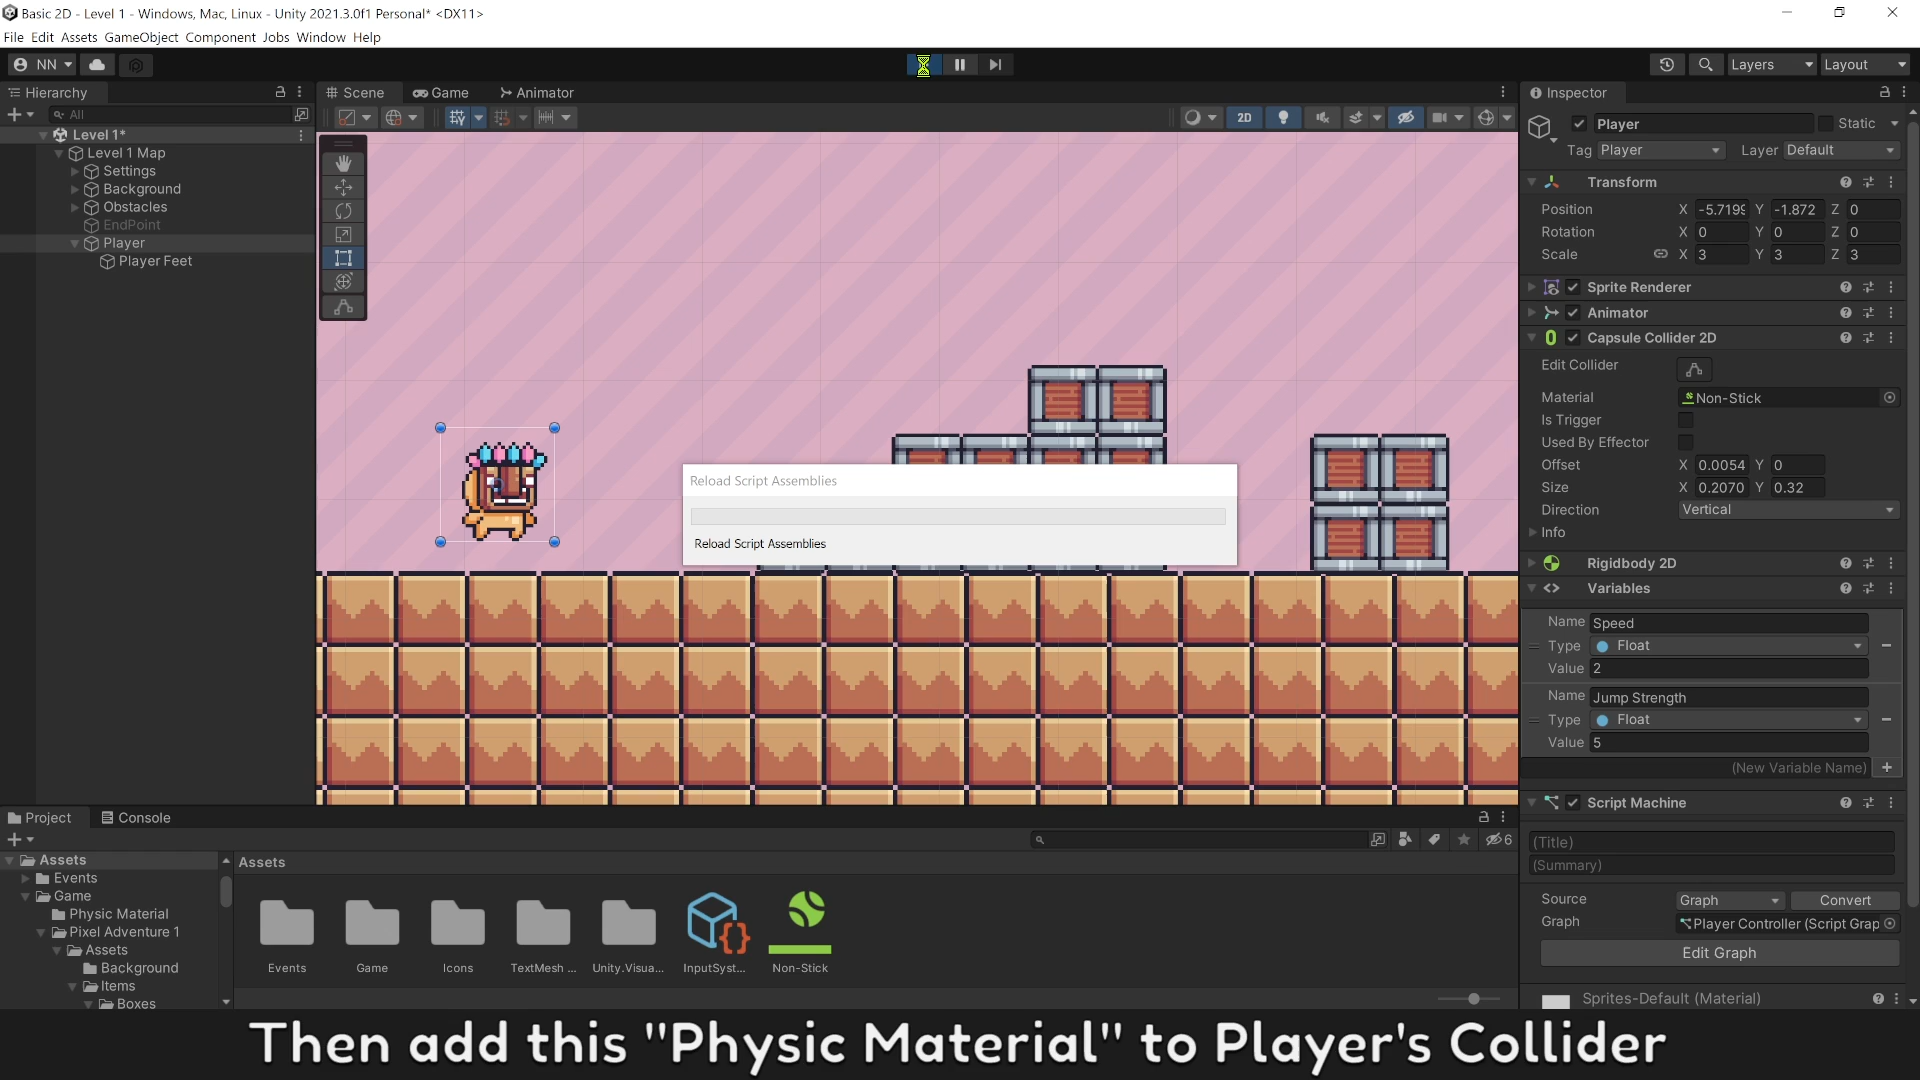 Basic 2D - Level 1 - Windows, Mac, Linux - Unity 2021.3.0f1 Personal* <DX11>
File Edit Assets GameObject Component Jobs Window Help
NN
Layers
Layout
Hierarchy
All
Level 1*
Level 1 Map
Settings
Background
Obstacles
EndPoint
Player
Player Feet
Scene
Game
Animator
2D
Reload Script Assemblies
Reload Script Assemblies
Inspector
Player
Static
Tag Player
Layer Default
Transform
Position X -5.719 Y -1.872 Z 0
Rotation X 0 Y 0 Z 0
Scale X 3 Y 3 Z 3
Sprite Renderer
Animator
Capsule Collider 2D
Edit Collider
Material Non-Stick
Is Trigger
Used By Effector
Offset X 0.0054 Y 0
Size X 0.2070 Y 0.32
Direction Vertical
Info
Rigidbody 2D
Variables
Name Speed
Type Float
Value 2
Name Jump Strength
Type Float
Value 5
(New Variable Name)
Script Machine
(Title)
(Summary)
Source Graph Convert
Graph Player Controller (Script Grap
Edit Graph
Sprites-Default (Material)
Project
Console
6
Assets
Events
Game
Physic Material
Pixel Adventure 1
Assets
Background
Items
Boxes
Assets
Events
Game
Icons
TextMesh ...
Unity.Visua...
InputSyst...
Non-Stick
Then add this "Physic Material" to Player's Collider